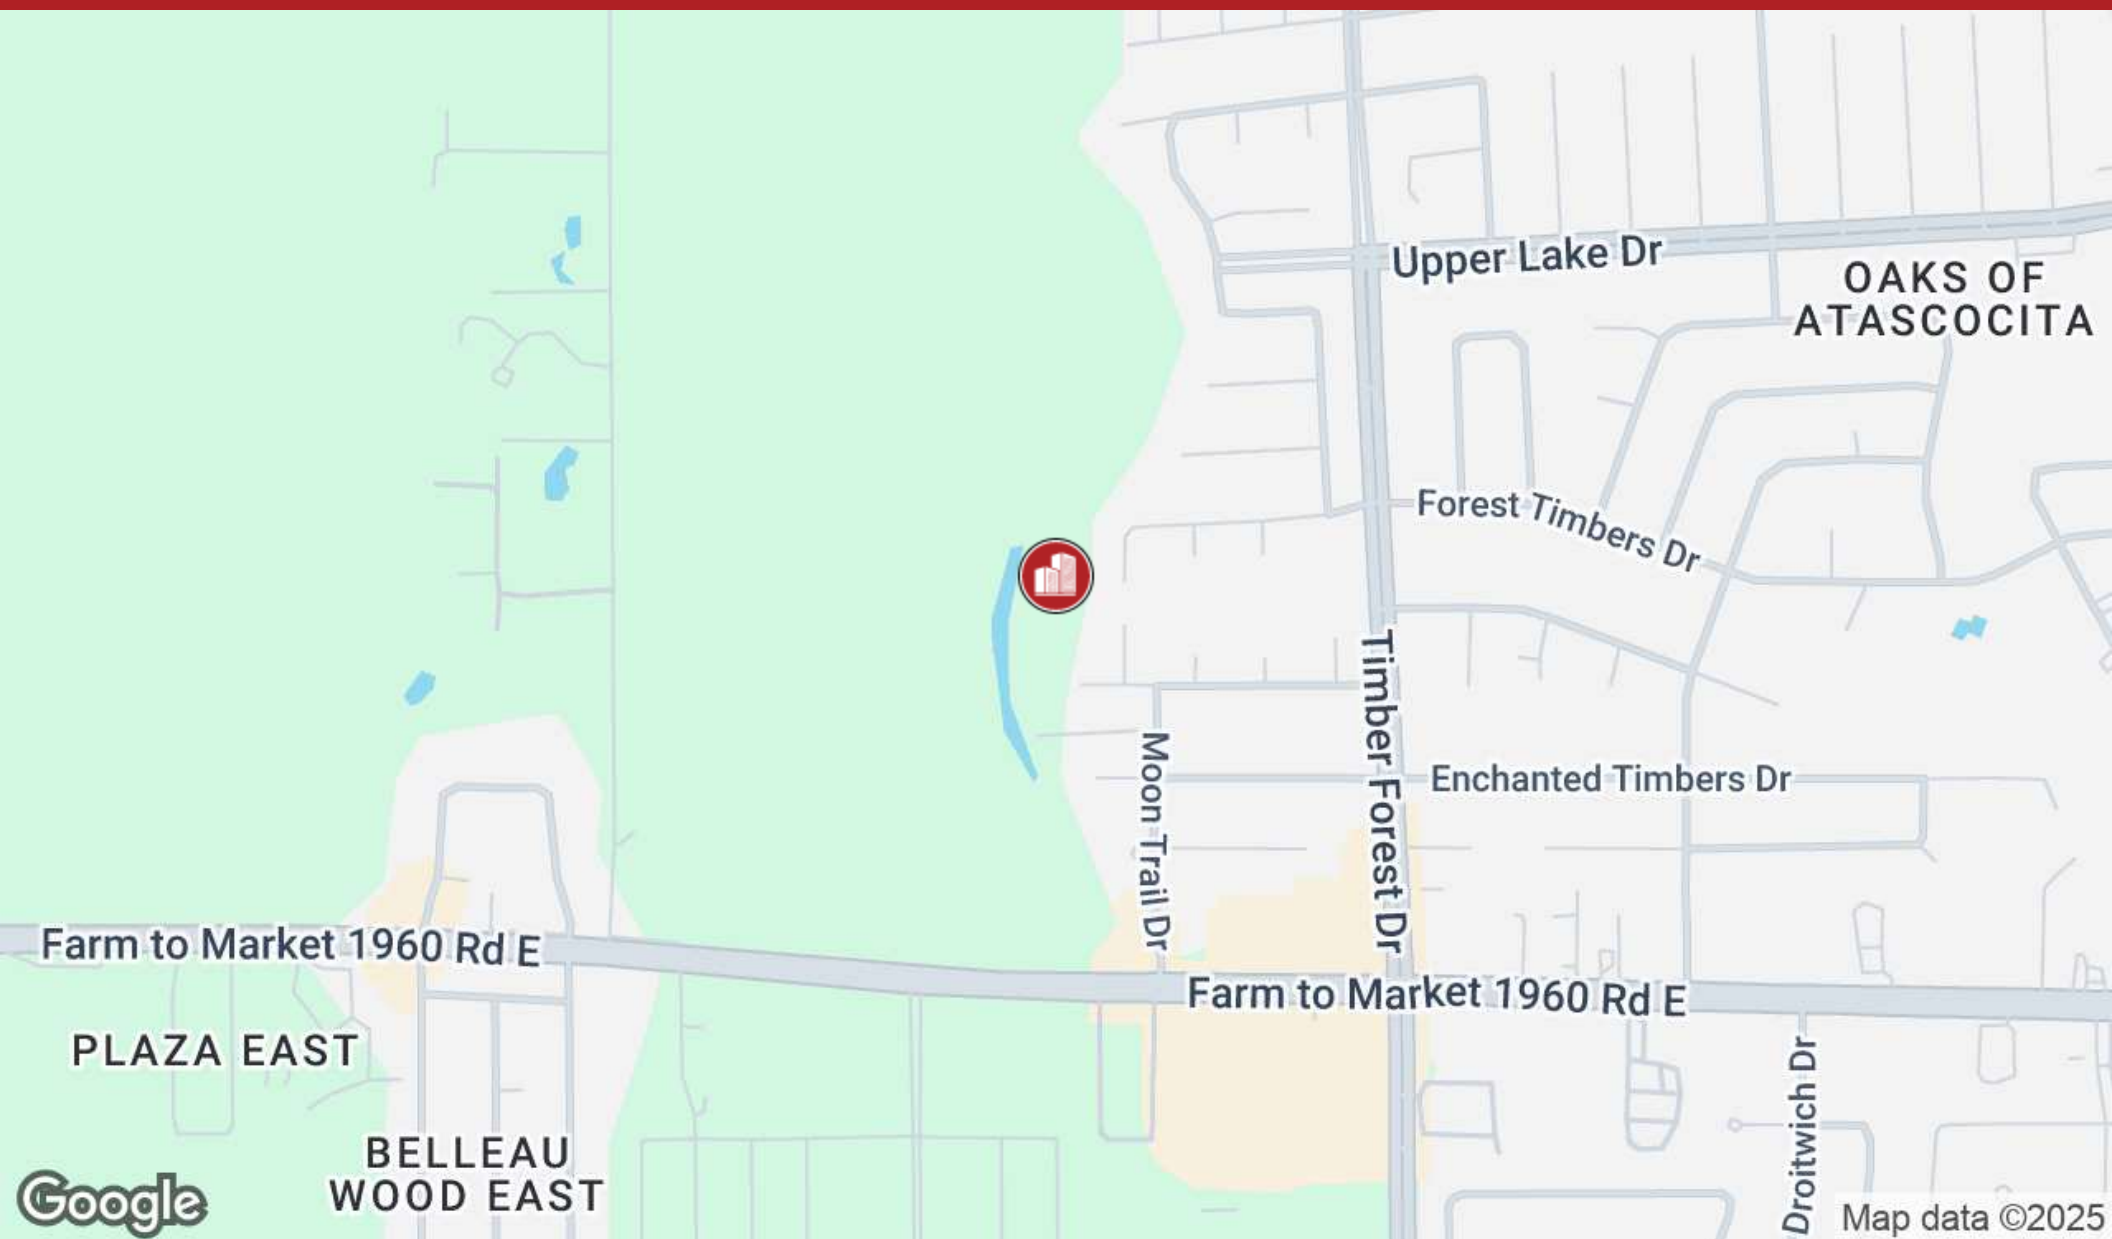 Upper Lake Dr
OAKS OF
ATASCOCITA
Forest Timbers Dr
Timber Forest Dr
Moon Trail Dr
Enchanted Timbers Dr
Farm to Market 1960 Rd E
Farm to Market 1960 Rd E
PLAZA EAST
Droitwich Dr
BELLEAU
WOOD EAST
Google
Map data ©2025